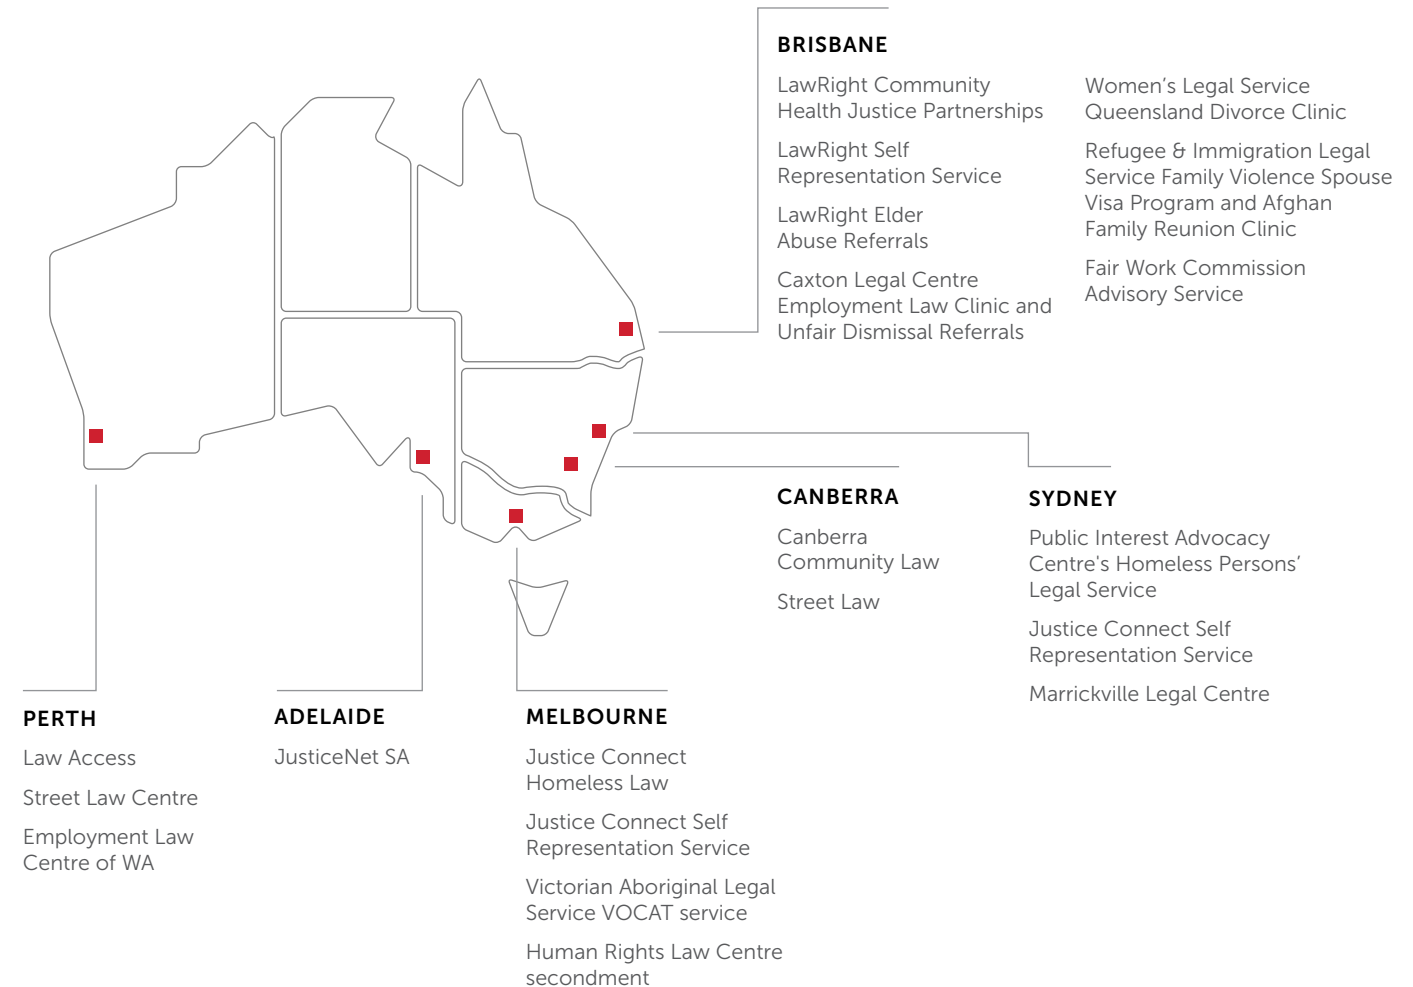 BRISBANE
LawRight Community
Health Justice Partnerships
LawRight Self
Representation Service
LawRight Elder
Abuse Referrals
Caxton Legal Centre
Employment Law Clinic and
Unfair Dismissal Referrals
Women’s Legal Service
Queensland Divorce Clinic
Refugee & Immigration Legal
Service Family Violence Spouse
Visa Program and Afghan
Family Reunion Clinic
Fair Work Commission
Advisory Service
CANBERRA
Canberra
Community Law
Street Law
SYDNEY
Public Interest Advocacy
Centre's Homeless Persons’
Legal Service
Justice Connect Self
Representation Service
Marrickville Legal Centre
PERTH
Law Access
Street Law Centre
Employment Law
Centre of WA
ADELAIDE
JusticeNet SA
MELBOURNE
Justice Connect
Homeless Law
Justice Connect Self
Representation Service
Victorian Aboriginal Legal
Service VOCAT service
Human Rights Law Centre
secondment